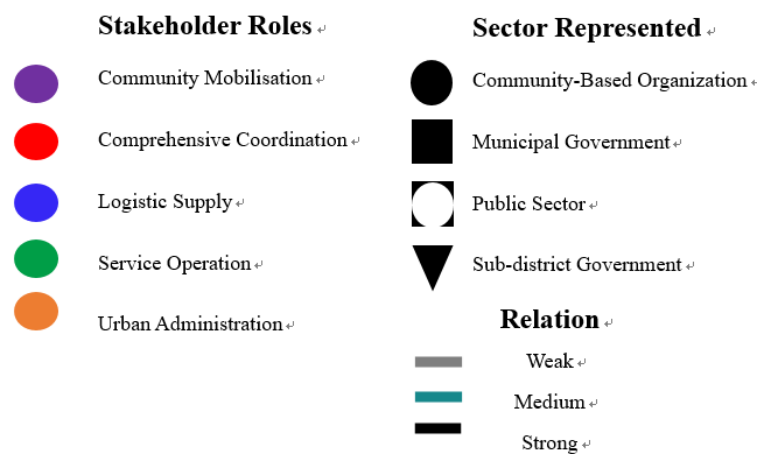 Stakeholder Roles
Community Mobilisation
Comprehensive Coordination
Logistic Supply
Service Operation
Urban Administration
Sector Represented
Community-Based Organization
Municipal Government
Public Sector
Sub-district Government
Relation
Weak
Medium
Strong